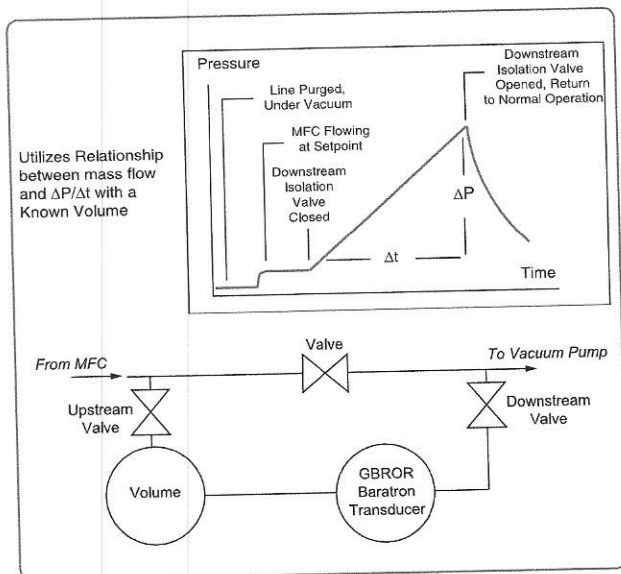 Pressure
Line Purged,
Under Vacuum
MFC Flowing
at Setpoint
Downstream
Isolation
Valve
Closed
Downstream
Isolation Valve
Opened, Return
to Normal Operation
ΔP
Δt
Time
Utilizes Relationship
between mass flow
and ΔP/Δt with a
Known Volume
From MFC
Valve
To Vacuum Pump
Upstream
Valve
Downstream
Valve
Volume
GBROR
Baratron
Transducer